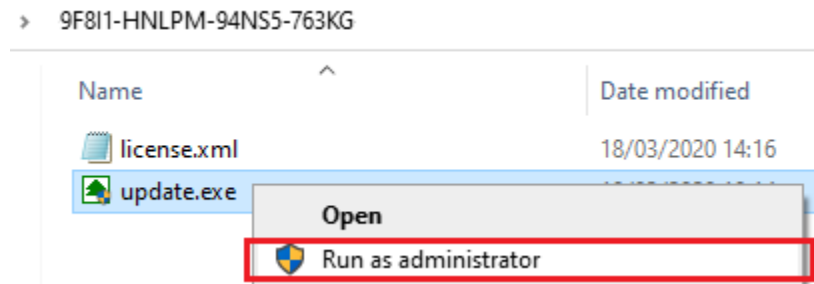 9F8I1-HNLPM-94NS5-763KG
Name Date modified
license.xml 18/03/2020 14:16
update.exe
Open
Run as administrator